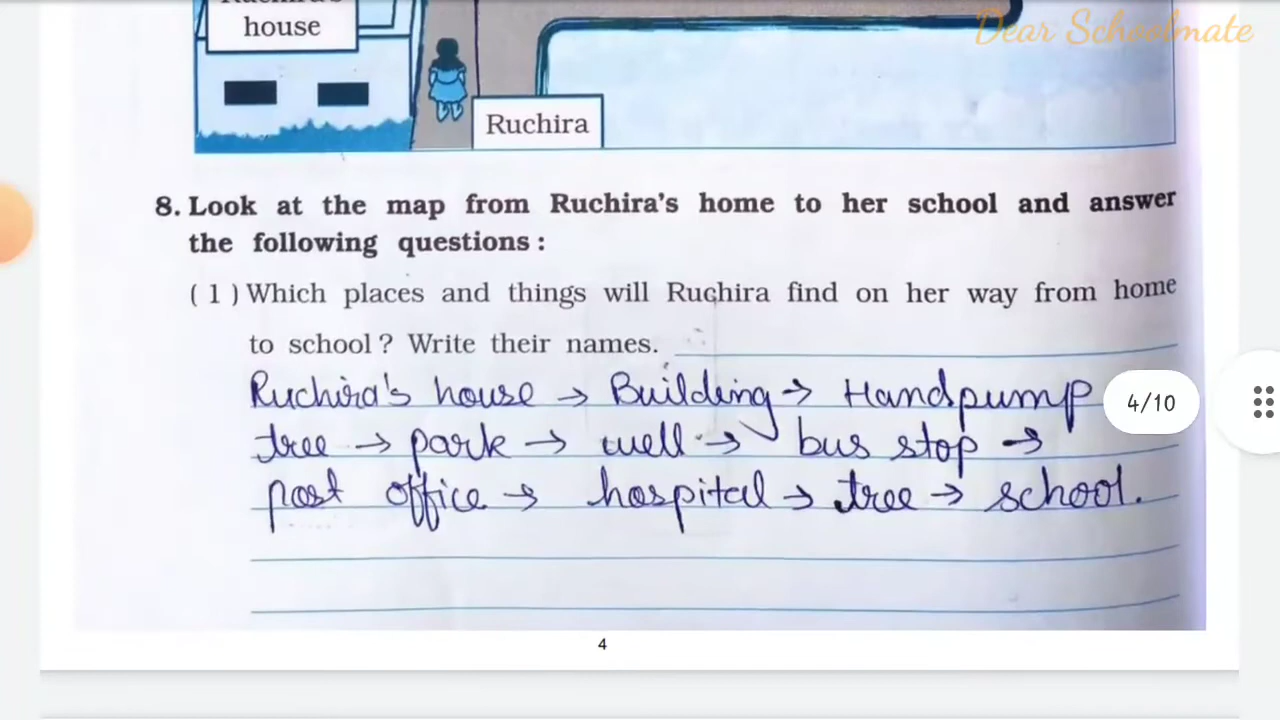 house
Dear Schoolmate
Ruchira
8. Look at the map from Ruchira's home to her school and answer
the following questions :
( 1 ) Which places and things will Ruchira find on her way from home
to school ? Write their names.
Ruchira's house → Building → Handpump
tree → park → well → bus stop →
post office → hospital → tree → school.
4/10
4